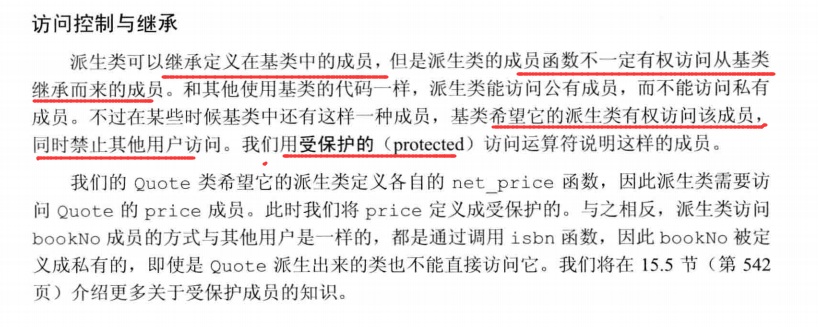 访问控制与继承
派生类可以继承定义在基类中的成员，但是派生类的成员函数不一定有权访问从基类
继承而来的成员。和其他使用基类的代码一样，派生类能访问公有成员，而不能访问私有
成员。不过在某些时候基类中还有这样一种成员，基类希望它的派生类有权访问该成员，
同时禁止其他用户访问。我们用受保护的（protected）访问运算符说明这样的成员。
我们的 Quote 类希望它的派生类定义各自的 net_price 函数，因此派生类需要访
问 Quote 的 price 成员。此时我们将 price 定义成受保护的。与之相反，派生类访问
bookNo 成员的方式与其他用户是一样的，都是通过调用 isbn 函数，因此 bookNo 被定
义成私有的，即使是 Quote 派生出来的类也不能直接访问它。我们将在 15.5 节（第 542
页）介绍更多关于受保护成员的知识。